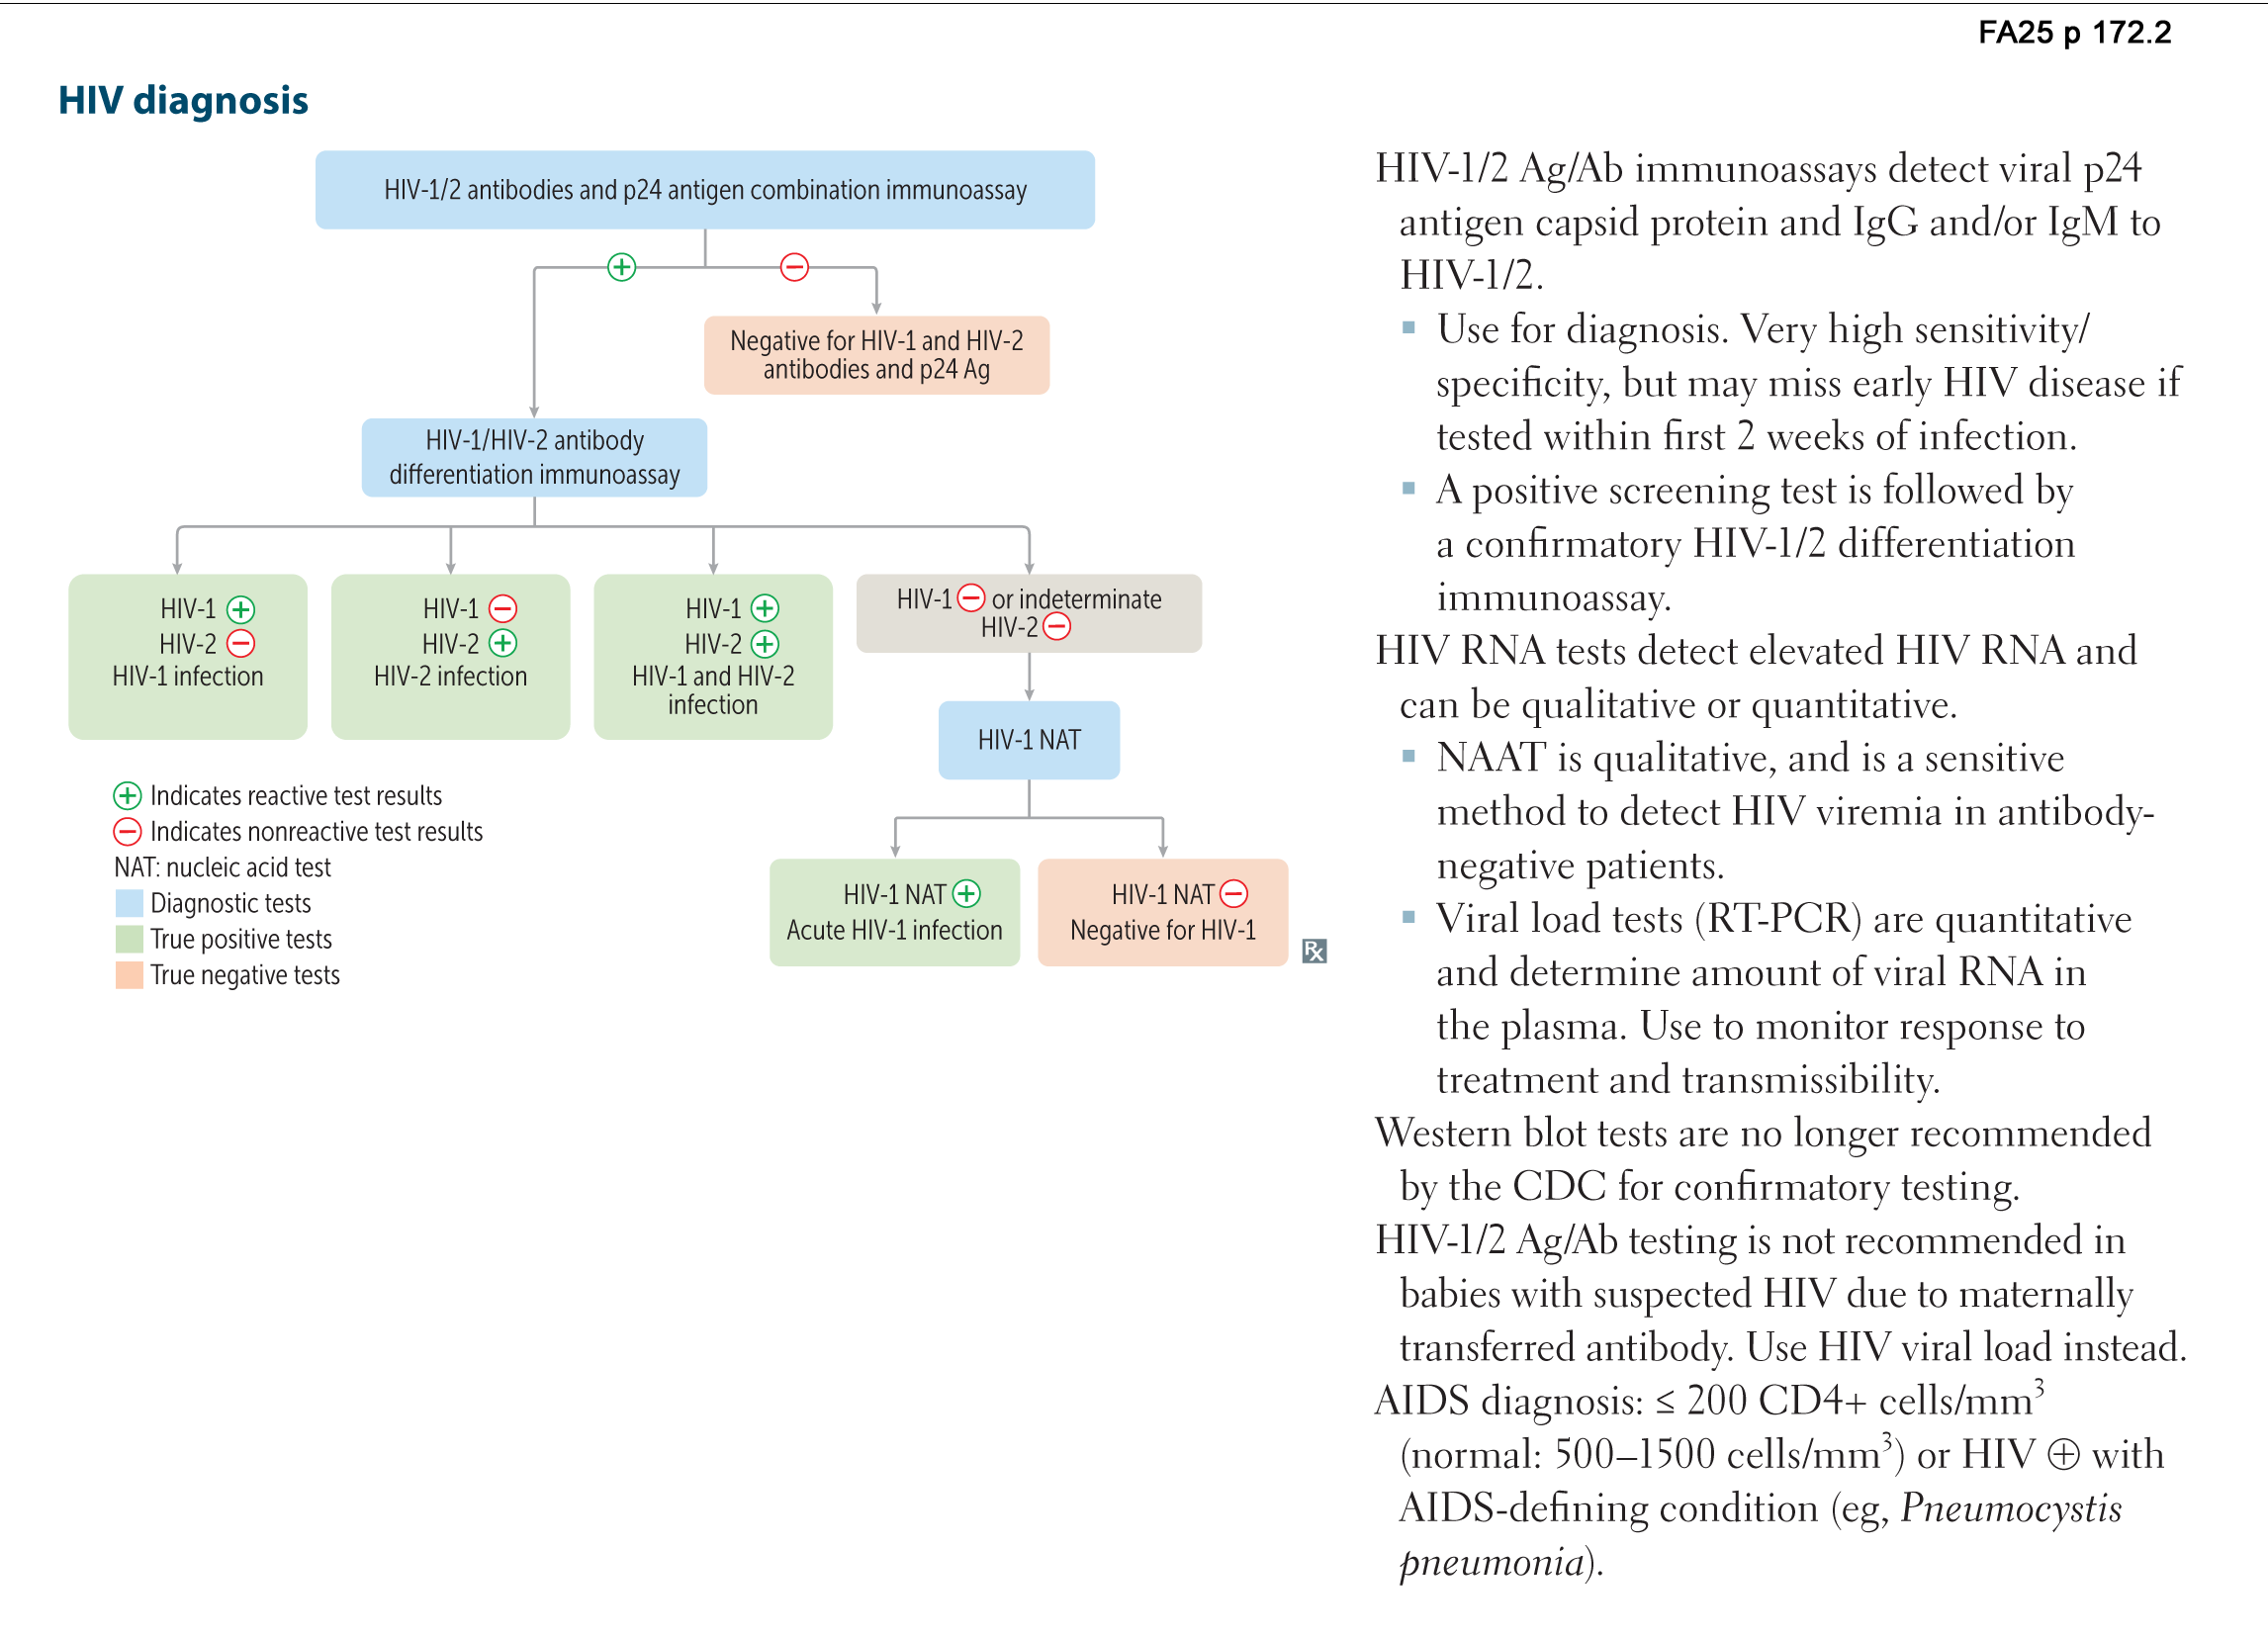 FA25 p 172.2
HIV diagnosis
HIV-1/2 antibodies and p24 antigen combination immunoassay
+
−
Negative for HIV-1 and HIV-2
antibodies and p24 Ag
HIV-1/HIV-2 antibody
differentiation immunoassay
HIV-1 +
HIV-2 −
HIV-1 infection
HIV-1 −
HIV-2 +
HIV-2 infection
HIV-1 +
HIV-2 +
HIV-1 and HIV-2
infection
HIV-1 − or indeterminate
HIV-2 −
HIV-1 NAT
HIV-1 NAT +
Acute HIV-1 infection
HIV-1 NAT −
Negative for HIV-1
Rx
+ Indicates reactive test results
− Indicates nonreactive test results
NAT: nucleic acid test
Diagnostic tests
True positive tests
True negative tests
HIV-1/2 Ag/Ab immunoassays detect viral p24
antigen capsid protein and IgG and/or IgM to
HIV-1/2.
▪ Use for diagnosis. Very high sensitivity/
specificity, but may miss early HIV disease if
tested within first 2 weeks of infection.
▪ A positive screening test is followed by
a confirmatory HIV-1/2 differentiation
immunoassay.
HIV RNA tests detect elevated HIV RNA and
can be qualitative or quantitative.
▪ NAAT is qualitative, and is a sensitive
method to detect HIV viremia in antibody-
negative patients.
▪ Viral load tests (RT-PCR) are quantitative
and determine amount of viral RNA in
the plasma. Use to monitor response to
treatment and transmissibility.
Western blot tests are no longer recommended
by the CDC for confirmatory testing.
HIV-1/2 Ag/Ab testing is not recommended in
babies with suspected HIV due to maternally
transferred antibody. Use HIV viral load instead.
AIDS diagnosis: ≤ 200 CD4+ cells/mm³
(normal: 500–1500 cells/mm³) or HIV ⊕ with
AIDS-defining condition (eg, Pneumocystis
pneumonia).